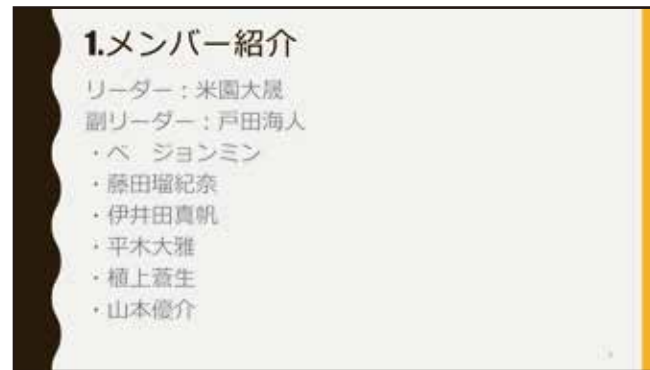 1.メンバー紹介
リーダー：米園大晟
副リーダー：戸田海人
・ベ　ジョンミン
・藤田瑠紀奈
・伊井田真帆
・平木大雅
・植上蒼生
・山本優介